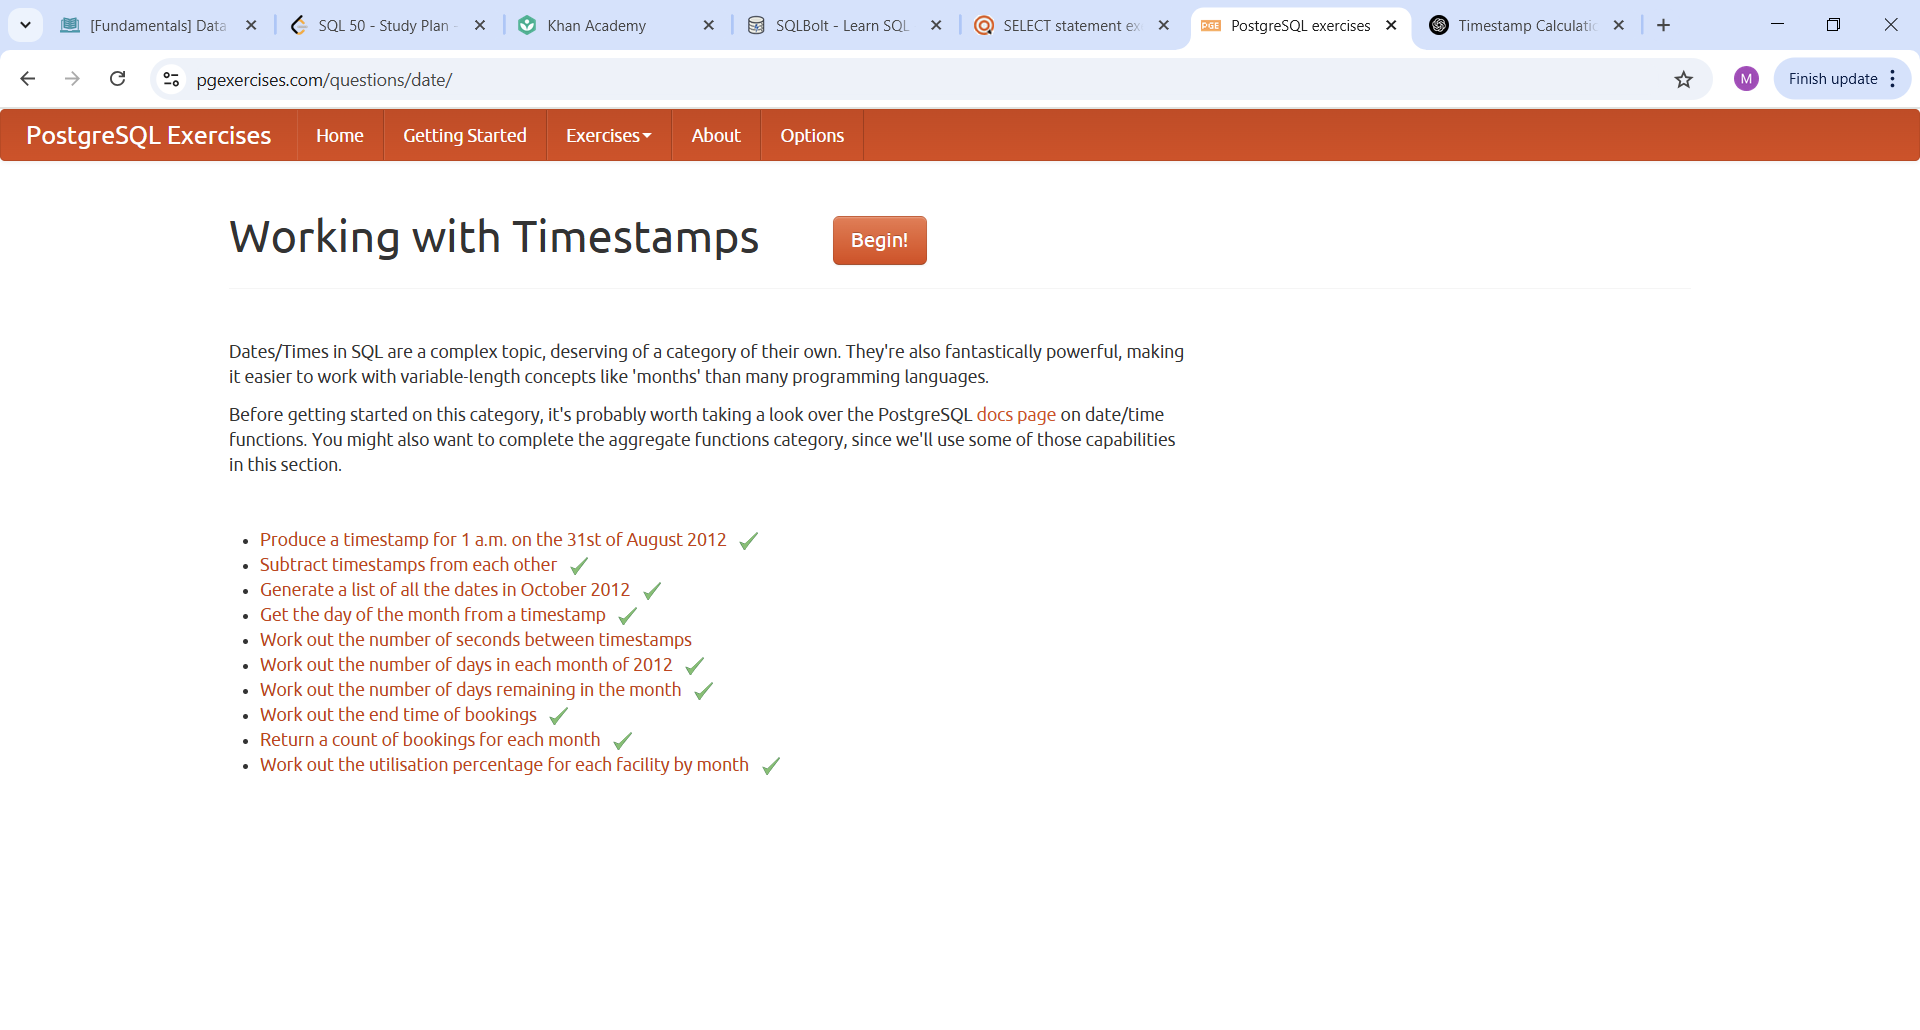 [Fundamentals] Data
SQL 50 - Study Plan -
Khan Academy
SQLBolt - Learn SQL
SELECT statement ex
PGE
PostgreSQL exercises
Timestamp Calculatic
pgexercises.com/questions/date/
M
Finish update
PostgreSQL Exercises
Home
Getting Started
Exercises
About
Options
Working with Timestamps
Begin!
Dates/Times in SQL are a complex topic, deserving of a category of their own. They're also fantastically powerful, making
it easier to work with variable-length concepts like 'months' than many programming languages.
Before getting started on this category, it's probably worth taking a look over the PostgreSQL docs page on date/time
functions. You might also want to complete the aggregate functions category, since we'll use some of those capabilities
in this section.
• Produce a timestamp for 1 a.m. on the 31st of August 2012
• Subtract timestamps from each other
• Generate a list of all the dates in October 2012
• Get the day of the month from a timestamp
• Work out the number of seconds between timestamps
• Work out the number of days in each month of 2012
• Work out the number of days remaining in the month
• Work out the end time of bookings
• Return a count of bookings for each month
• Work out the utilisation percentage for each facility by month